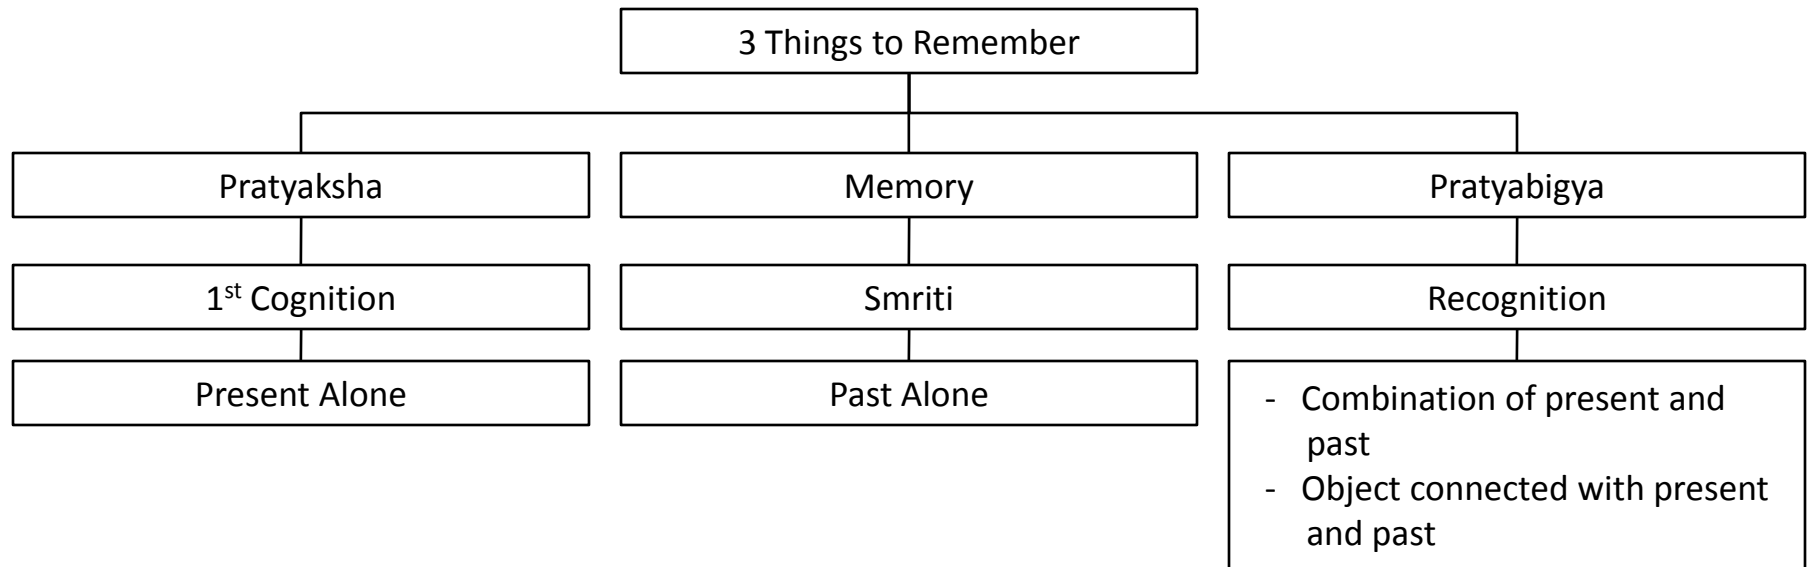 3 Things to Remember
Pratyaksha
Memory
Pratyabigya
1st Cognition
Smriti
Recognition
Present Alone
Past Alone
- Combination of present and
past
- Object connected with present
and past